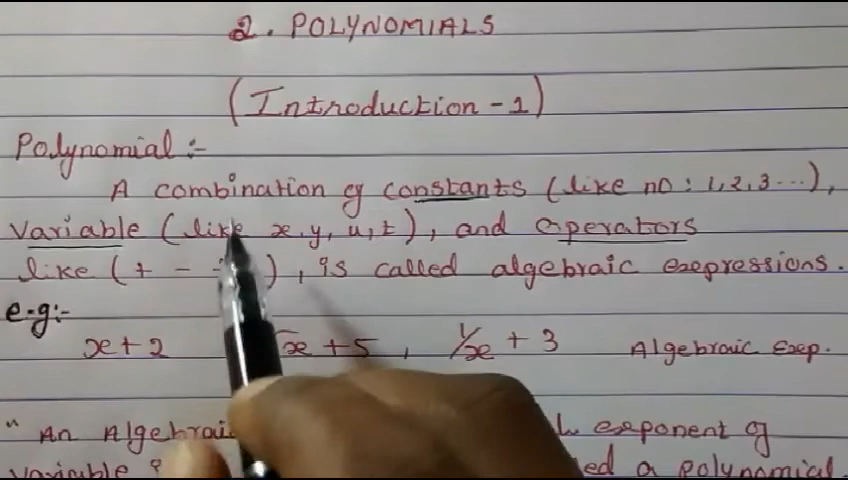 2. POLYNOMIALS
(Introduction - 1)
Polynomial :-
A combination of constants (like no : 1, 2, 3 ...),
Variable (like x, y, u, t), and operators
like (+ - ), is called algebraic expressions.
e.g:-
x + 2 √x + 5, 1/x + 3 Algebraic Exp.
" An Algebrai exponent of
variable a polynomial.